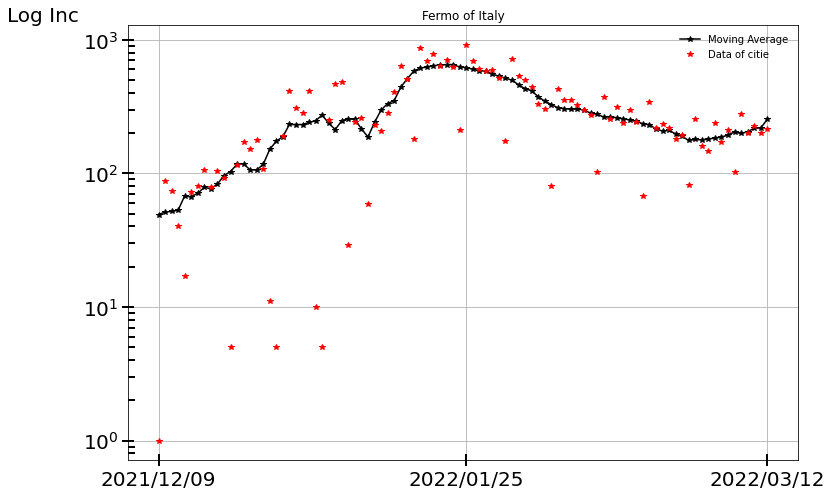 Log Inc
Fermo of Italy
Moving Average
Data of citie
10³
10²
10¹
10⁰
2021/12/09 2022/01/25 2022/03/12